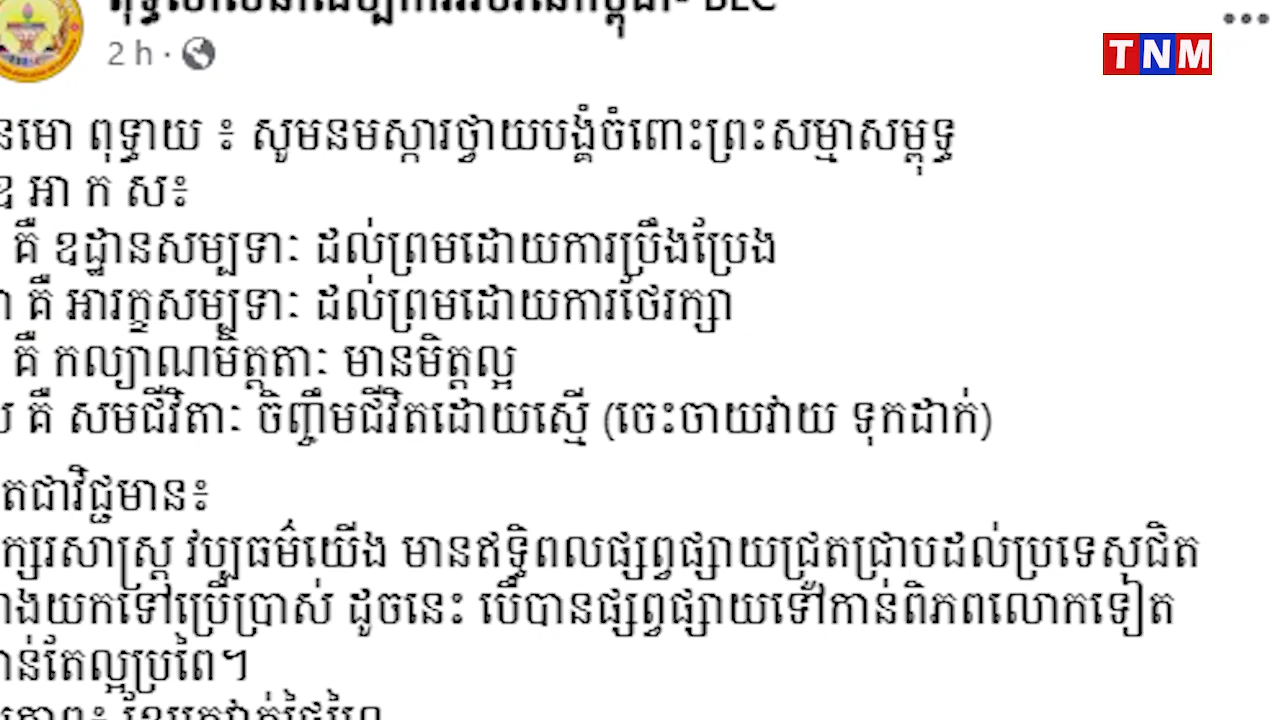 2 h ·
TNM
នមោ ពុទ្ធាយ ៖ សូមនមស្ការថ្វាយបង្គំចំពោះព្រះសម្មាសម្ពុទ្ធ
ឧ អា ក ស៖
គឺ ឧដ្ឋានសម្បទាៈ ដល់ព្រមដោយការប្រឹងប្រែង
គឺ អារក្ខសម្បទាៈ ដល់ព្រមដោយការថែរក្សា
គឺ កល្យាណមិត្តតាៈ មានមិត្តល្អ
គឺ សមជីវិតាៈ ចិញ្ចឹមជីវិតដោយស្មើ (ចេះចាយវាយ ទុកដាក់)
តជាវិជ្ជមាន៖
ក្សរសាស្ត្រ វប្បធម៌យើង មានឥទ្ធិពលផ្សព្វផ្សាយជ្រួតជ្រាបដល់ប្រទេសជិត
ាងយកទៅប្រើប្រាស់ ដូចនេះ បើបានផ្សព្វផ្សាយទៅកាន់ពិភពលោកទៀត
ាន់តែល្អប្រពៃ។